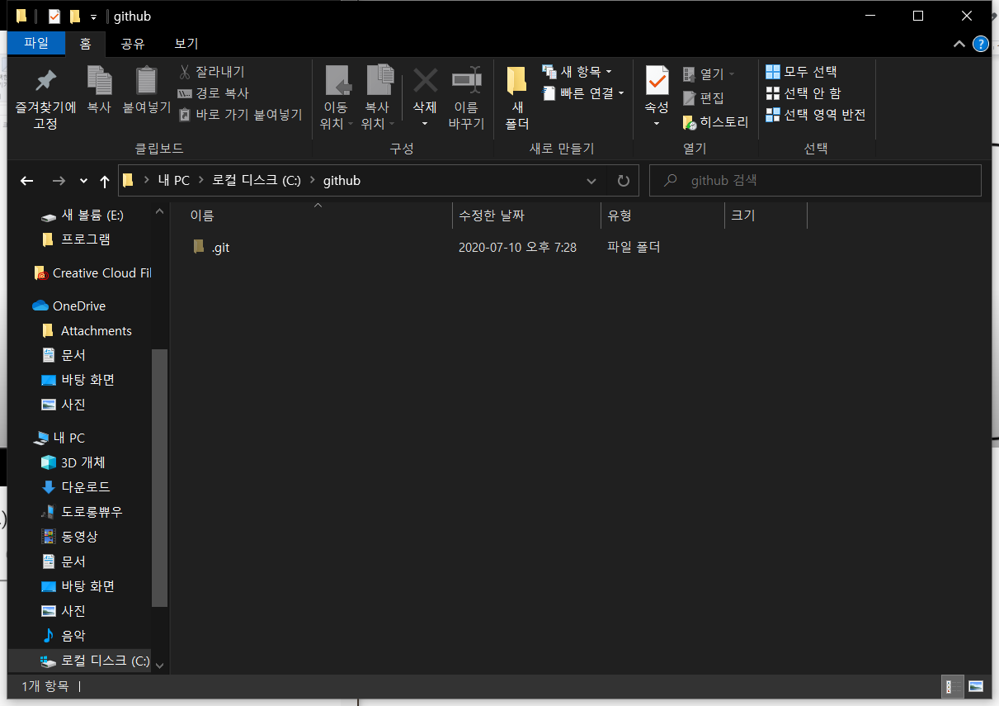 github
파일 홈 공유 보기
즐겨찾기에
고정
복사
붙여넣기
잘라내기
경로 복사
바로 가기 붙여넣기
클립보드
이동
위치
복사
위치
삭제
이름
바꾸기
구성
새
폴더
새 항목
빠른 연결
새로 만들기
속성
열기
편집
히스토리
열기
모두 선택
선택 안 함
선택 영역 반전
선택
내 PC 로컬 디스크 (C:) github
github 검색
새 볼륨 (E:)
프로그램
Creative Cloud Fil
OneDrive
Attachments
문서
바탕 화면
사진
내 PC
3D 개체
다운로드
도로롱쀼우
동영상
문서
바탕 화면
사진
음악
로컬 디스크 (C:)
이름 수정한 날짜 유형 크기
.git 2020-07-10 오후 7:28 파일 폴더
1개 항목